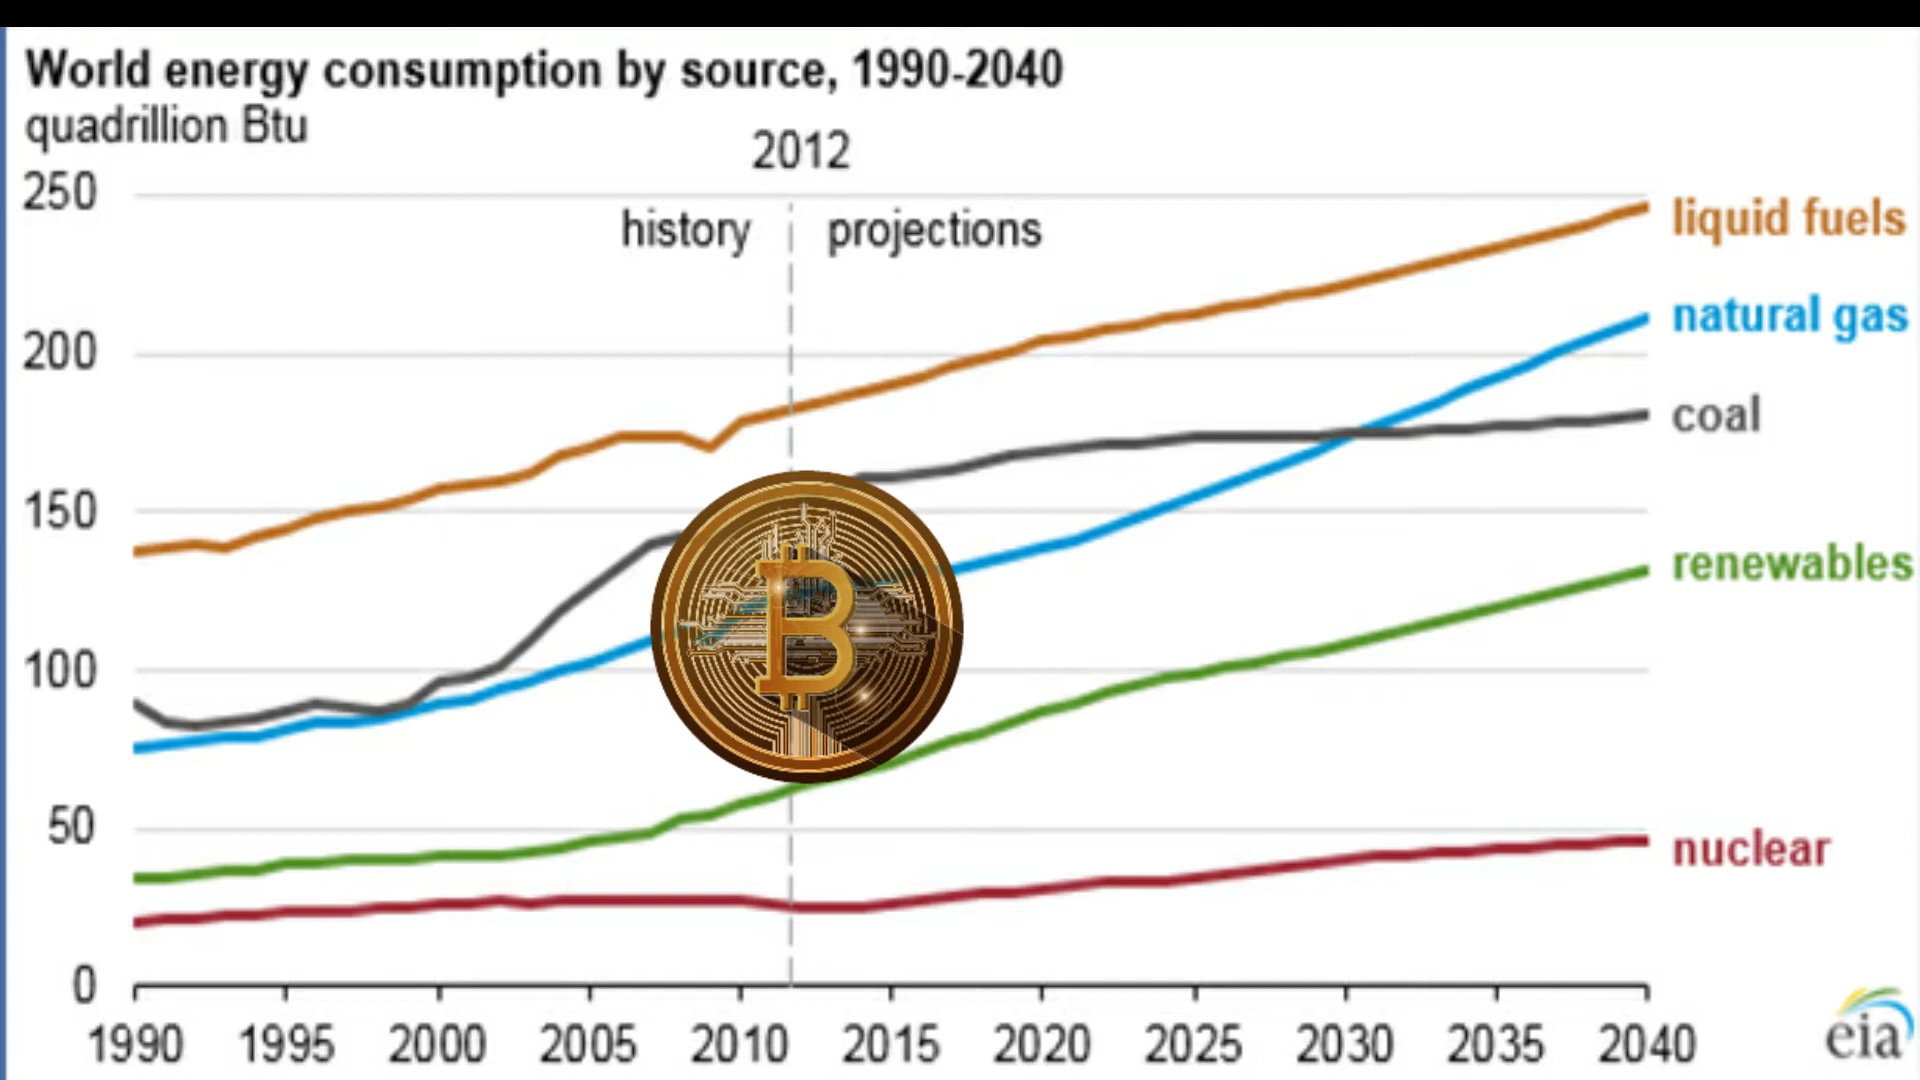 World energy consumption by source, 1990-2040
quadrillion Btu
2012
history
projections
250
200
150
100
50
0
liquid fuels
natural gas
coal
renewables
nuclear
1990 1995 2000 2005 2010 2015 2020 2025 2030 2035 2040
eia
B